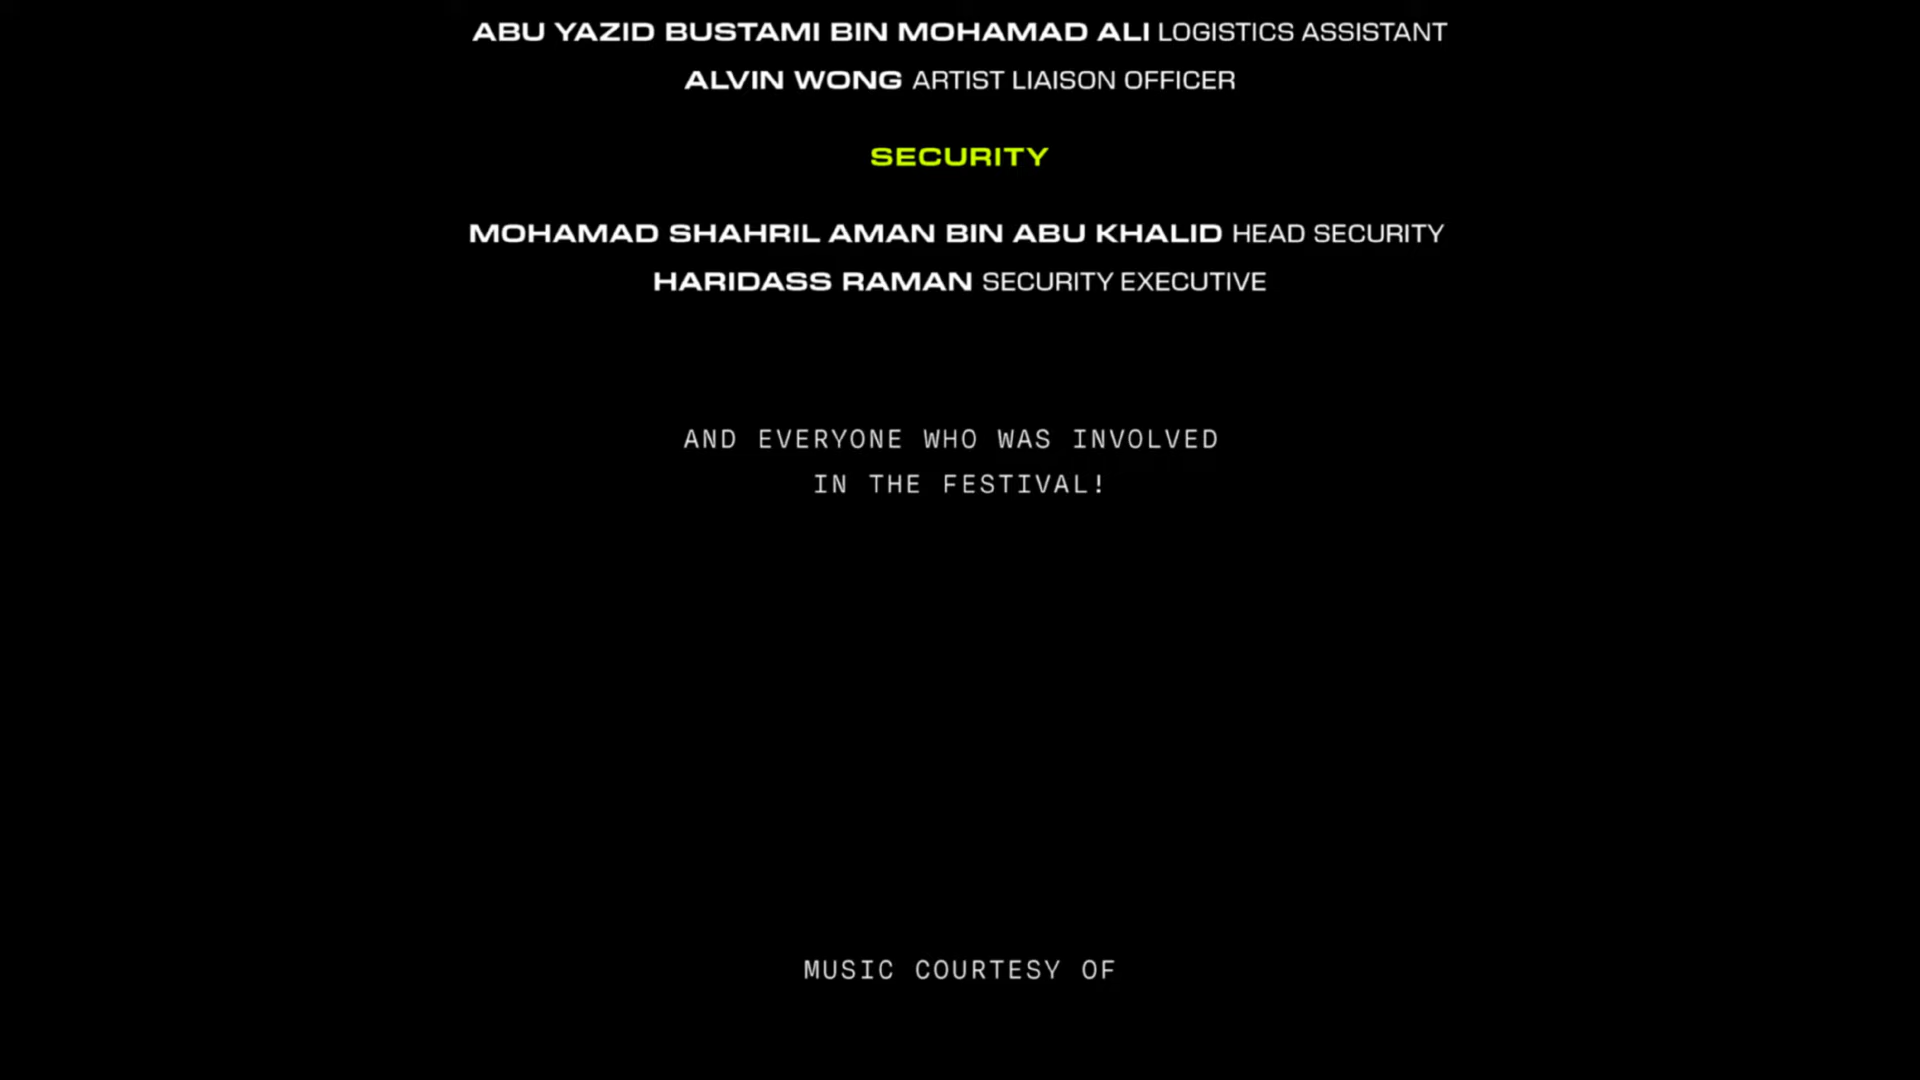 ABU YAZID BUSTAMI BIN MOHAMAD ALI LOGISTICS ASSISTANT
ALVIN WONG ARTIST LIAISON OFFICER
SECURITY
MOHAMAD SHAHRIL AMAN BIN ABU KHALID HEAD SECURITY
HARIDASS RAMAN SECURITY EXECUTIVE
AND EVERYONE WHO WAS INVOLVED
IN THE FESTIVAL!
MUSIC COURTESY OF